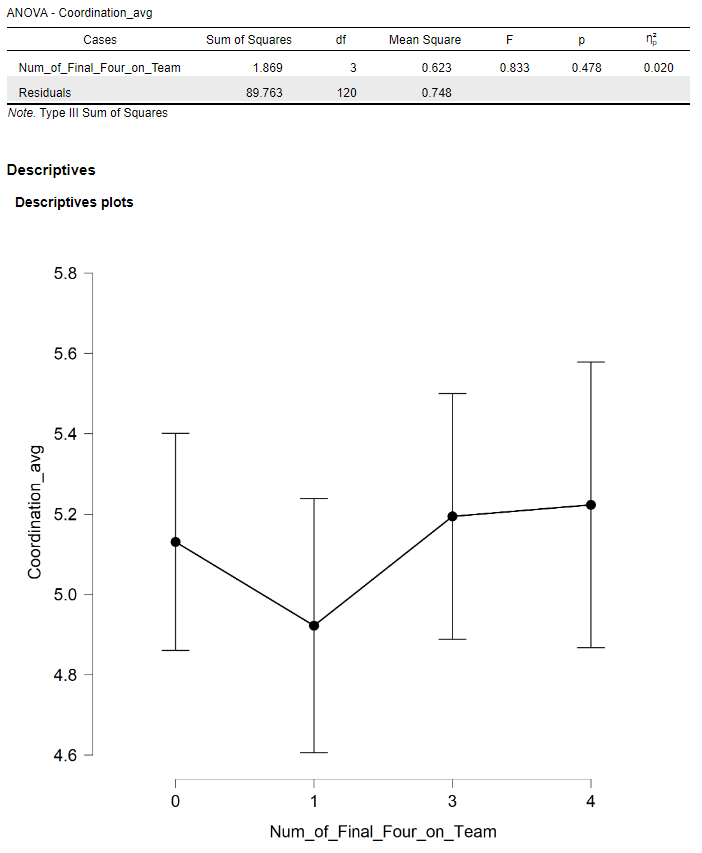 ANOVA - Coordination_avg
Cases Sum of Squares df Mean Square F p η²p
Num_of_Final_Four_on_Team 1.869 3 0.623 0.833 0.478 0.020
Residuals 89.763 120 0.748
Note. Type III Sum of Squares
Descriptives
Descriptives plots
5.8
5.6
5.4
5.2
5.0
4.8
4.6
Coordination_avg
0 1 3 4
Num_of_Final_Four_on_Team